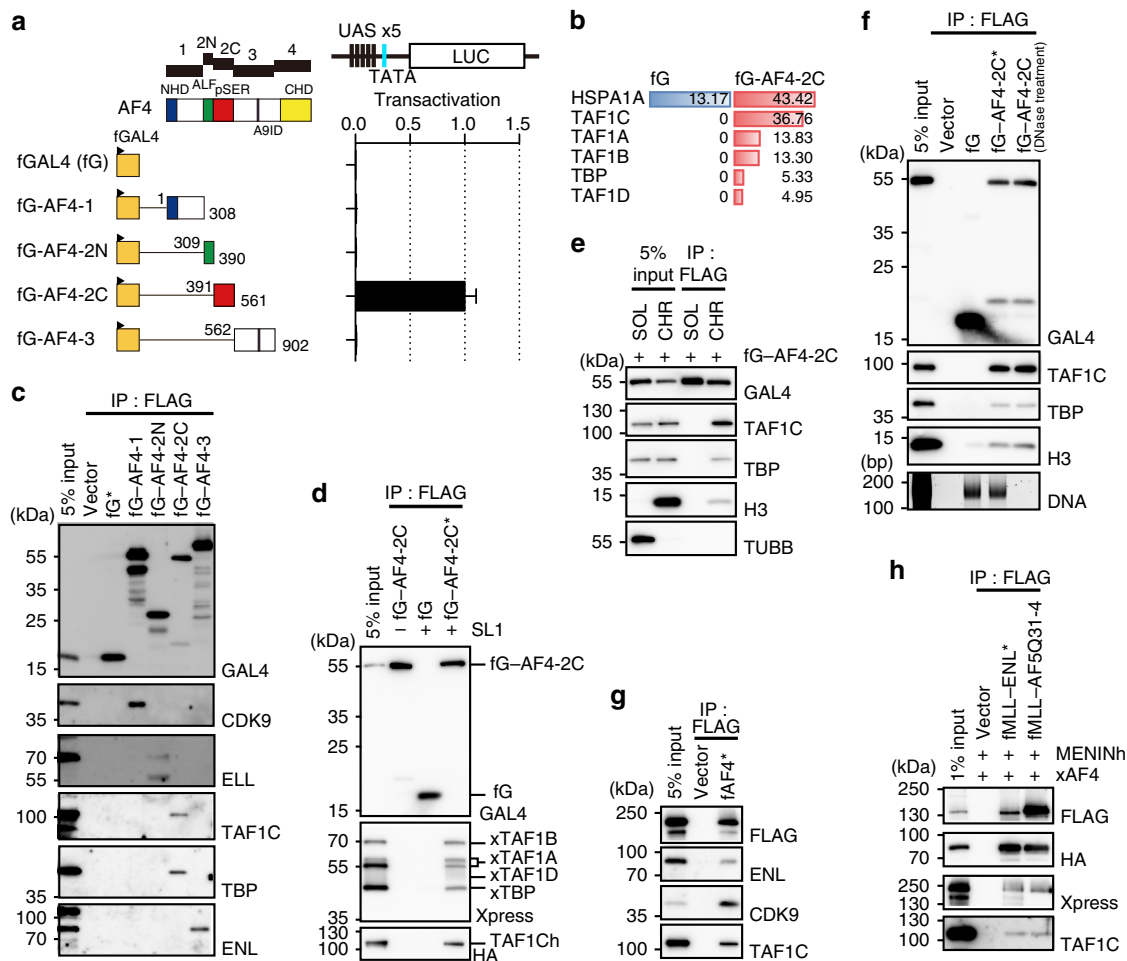 a
1
2N
2C
3
4
NHD
ALF
pSER
CHD
AF4
A9ID
fGAL4
fGAL4 (fG)
fG-AF4-1
1
308
fG-AF4-2N
309
390
fG-AF4-2C
391
561
fG-AF4-3
562
902
UAS x5
TATA
LUC
Transactivation
0.0
0.5
1.0
1.5
b
fG fG-AF4-2C
HSPA1A 13.17 43.42
TAF1C 0 36.76
TAF1A 0 13.83
TAF1B 0 13.30
TBP 0 5.33
TAF1D 0 4.95
c
IP : FLAG
5% input
Vector
fG*
fG–AF4-1
fG–AF4-2N
fG–AF4-2C
fG–AF4-3
(kDa)
55
35
25
15
GAL4
35
CDK9
70
55
ELL
100
TAF1C
35
TBP
100
70
ENL
d
IP : FLAG
5% input
fG–AF4-2C
fG
fG–AF4-2C*
– + + SL1
(kDa)
55
35
25
15
fG–AF4-2C
fG
GAL4
70
55
35
xTAF1B
xTAF1A
xTAF1D
xTBP
Xpress
130
100
TAF1Ch
HA
e
5% input
IP : FLAG
SOL
CHR
SOL
CHR
+ + + + fG–AF4-2C
(kDa)
55
GAL4
130
100
TAF1C
35
TBP
15
H3
55
TUBB
f
IP : FLAG
5% input
Vector
fG
fG–AF4-2C*
fG–AF4-2C
(DNase treatment)
(kDa)
55
35
25
15
GAL4
100
TAF1C
35
TBP
15
H3
(bp)
200
100
DNA
g
IP : FLAG
5% input
Vector
fAF4*
(kDa)
250
130
FLAG
100
70
ENL
35
CDK9
100
TAF1C
h
IP : FLAG
1% input
Vector
fMLL–ENL*
fMLL–AF5Q31-4
+ + + MENINh
+ + + xAF4
(kDa)
250
130
FLAG
100
70
HA
250
130
Xpress
130
100
TAF1C